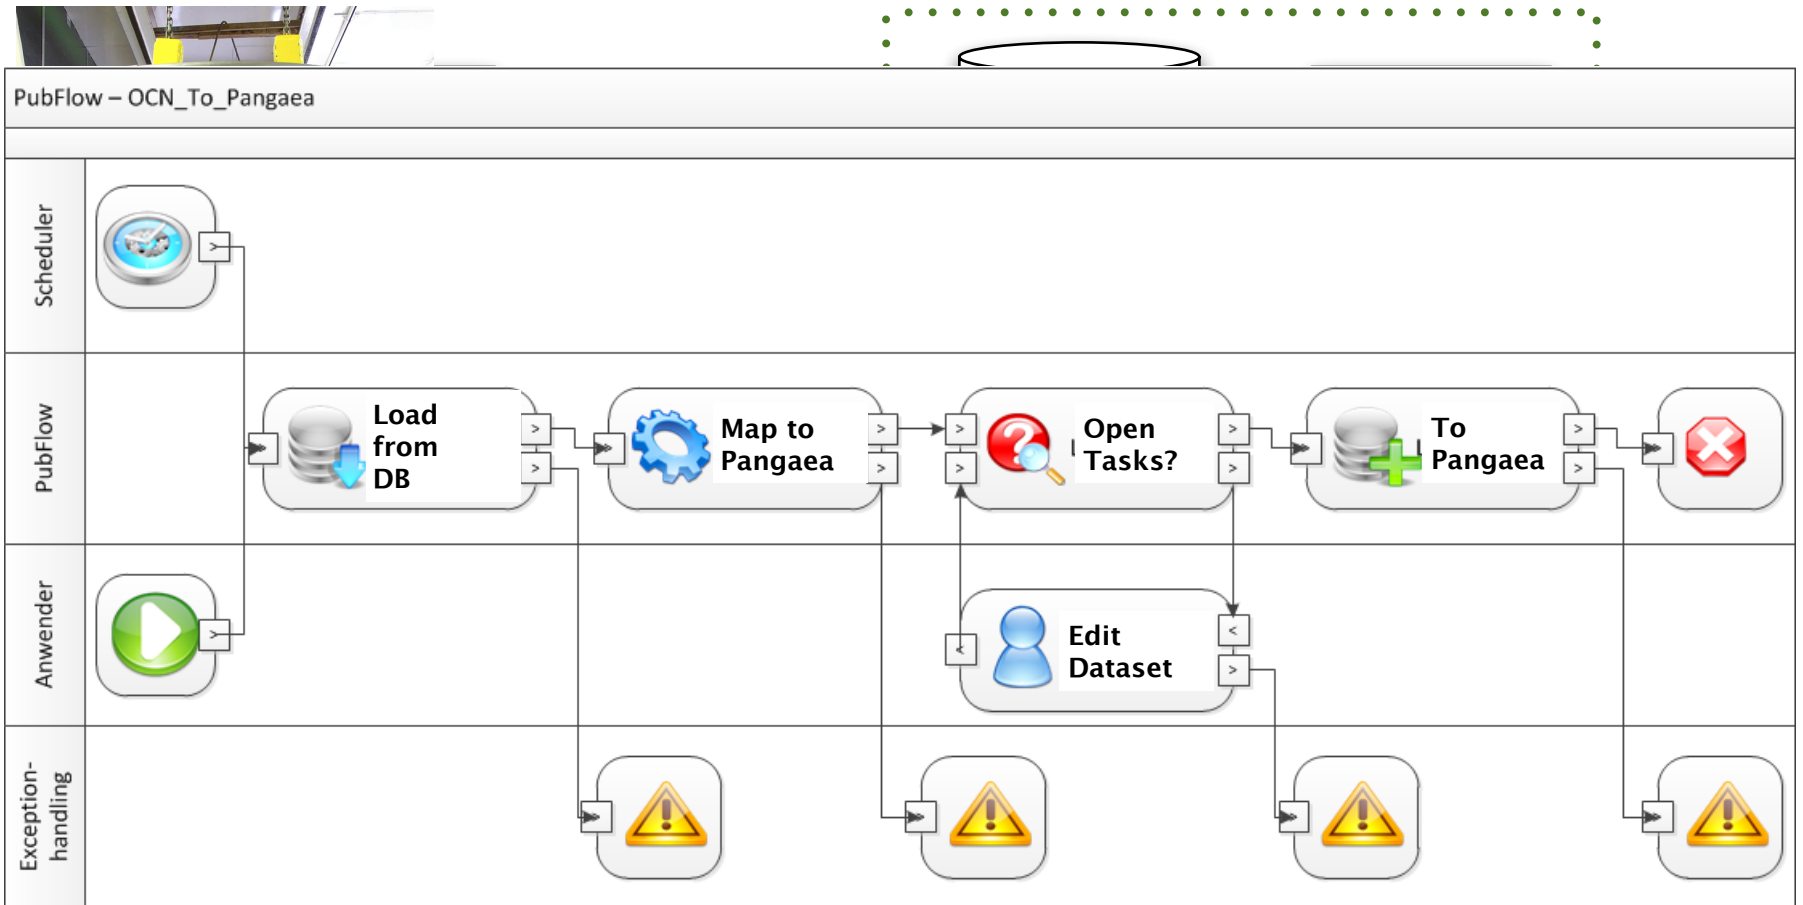 PubFlow – OCN_To_Pangaea
Scheduler
PubFlow
Load
from
DB
Map to
Pangaea
Open
Tasks?
To
Pangaea
Anwender
Edit
Dataset
Exception-
handling